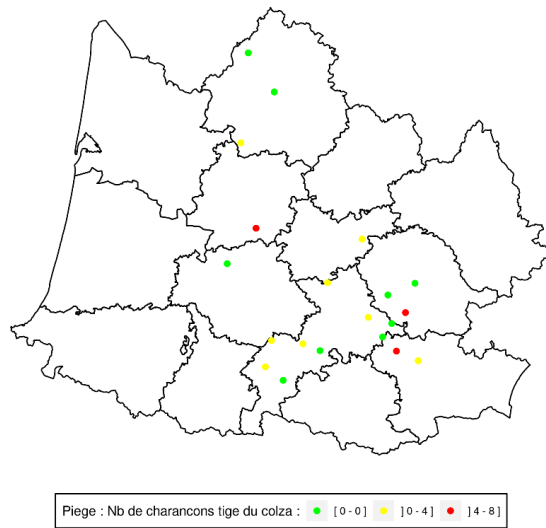 Piege : Nb de charancons tige du colza : [ 0 - 0 ] ] 0 - 4 ] ] 4 - 8 ]